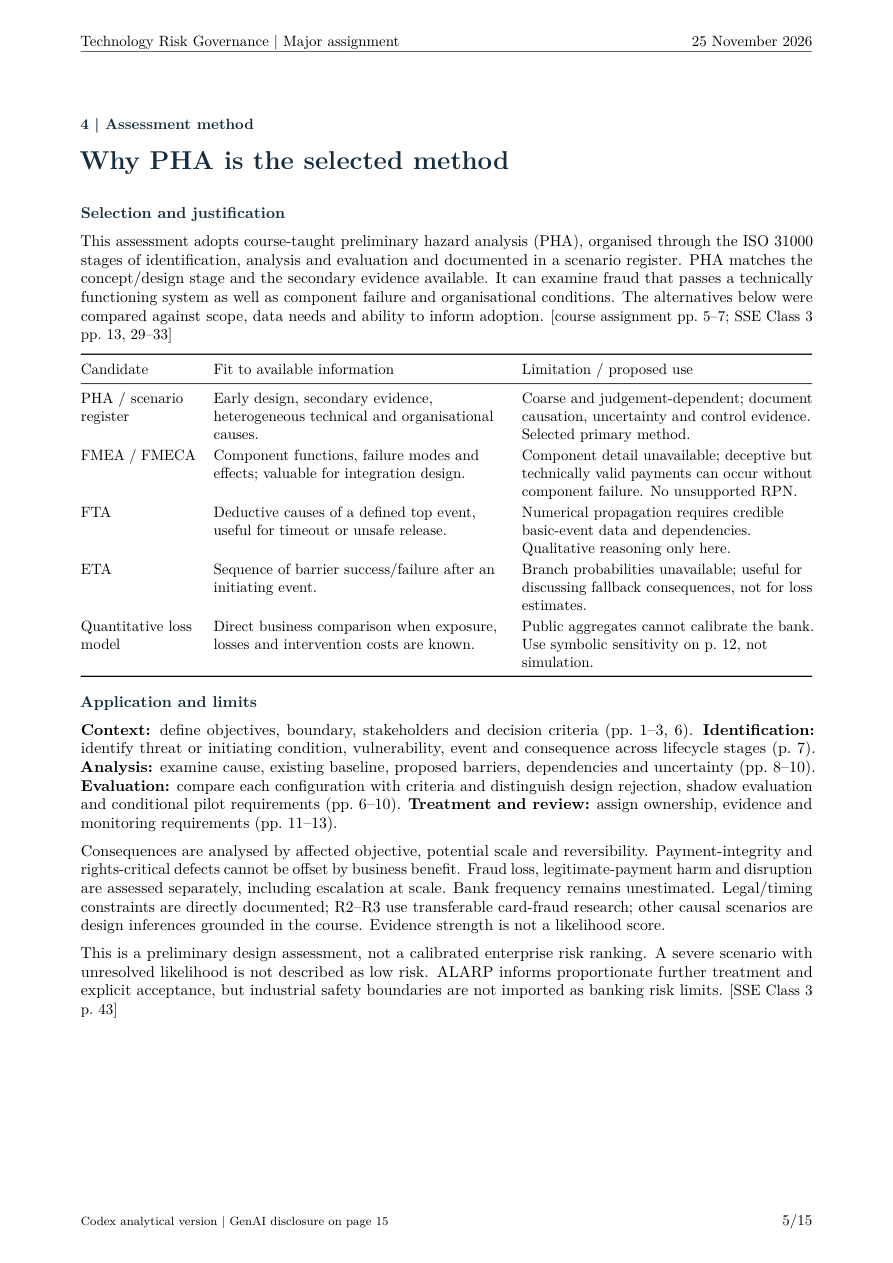 Technology Risk Governance | Major assignment 25 November 2026
4 | Assessment method
Why PHA is the selected method
Selection and justification
This assessment adopts course-taught preliminary hazard analysis (PHA), organised through the ISO 31000
stages of identification, analysis and evaluation and documented in a scenario register. PHA matches the
concept/design stage and the secondary evidence available. It can examine fraud that passes a technically
functioning system as well as component failure and organisational conditions. The alternatives below were
compared against scope, data needs and ability to inform adoption. [course assignment pp. 5–7; SSE Class 3
pp. 13, 29–33]
Candidate Fit to available information Limitation / proposed use
PHA / scenario Early design, secondary evidence, Coarse and judgement-dependent; document
register heterogeneous technical and organisational causation, uncertainty and control evidence.
causes. Selected primary method.
FMEA / FMECA Component functions, failure modes and Component detail unavailable; deceptive but
effects; valuable for integration design. technically valid payments can occur without
component failure. No unsupported RPN.
FTA Deductive causes of a defined top event, Numerical propagation requires credible
useful for timeout or unsafe release. basic-event data and dependencies.
Qualitative reasoning only here.
ETA Sequence of barrier success/failure after an Branch probabilities unavailable; useful for
initiating event. discussing fallback consequences, not for loss
estimates.
Quantitative loss Direct business comparison when exposure, Public aggregates cannot calibrate the bank.
model losses and intervention costs are known. Use symbolic sensitivity on p. 12, not
simulation.
Application and limits
Context: define objectives, boundary, stakeholders and decision criteria (pp. 1–3, 6). Identification:
identify threat or initiating condition, vulnerability, event and consequence across lifecycle stages (p. 7).
Analysis: examine cause, existing baseline, proposed barriers, dependencies and uncertainty (pp. 8–10).
Evaluation: compare each configuration with criteria and distinguish design rejection, shadow evaluation
and conditional pilot requirements (pp. 6–10). Treatment and review: assign ownership, evidence and
monitoring requirements (pp. 11–13).
Consequences are analysed by affected objective, potential scale and reversibility. Payment-integrity and
rights-critical defects cannot be offset by business benefit. Fraud loss, legitimate-payment harm and disruption
are assessed separately, including escalation at scale. Bank frequency remains unestimated. Legal/timing
constraints are directly documented; R2–R3 use transferable card-fraud research; other causal scenarios are
design inferences grounded in the course. Evidence strength is not a likelihood score.
This is a preliminary design assessment, not a calibrated enterprise risk ranking. A severe scenario with
unresolved likelihood is not described as low risk. ALARP informs proportionate further treatment and
explicit acceptance, but industrial safety boundaries are not imported as banking risk limits. [SSE Class 3
p. 43]
Codex analytical version | GenAI disclosure on page 15 5/15